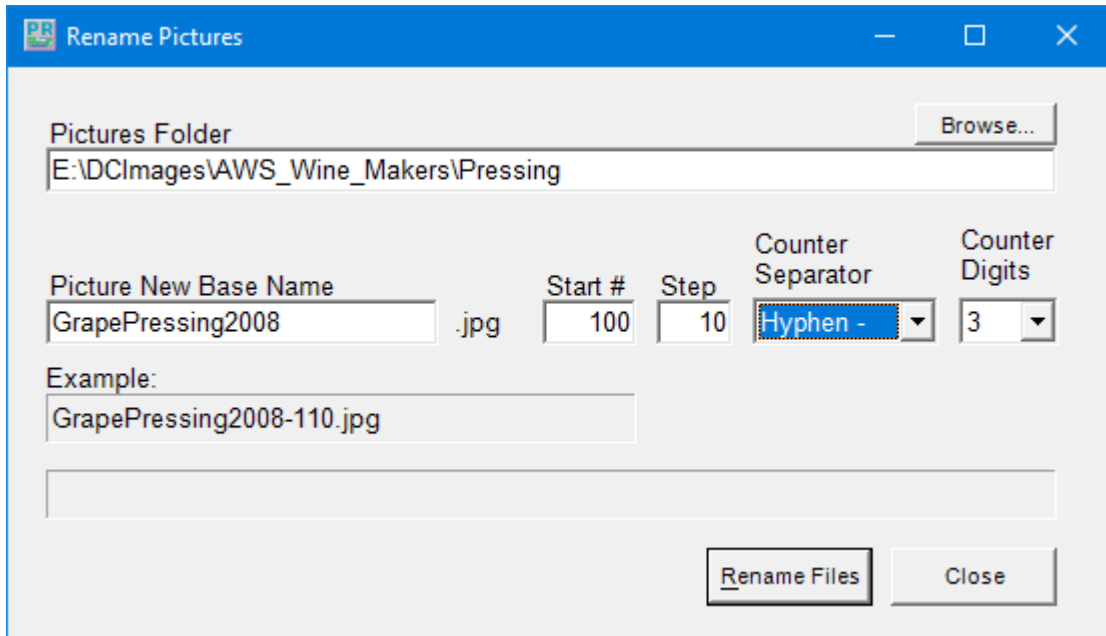 Rename Pictures
Browse...
Pictures Folder
E:\DCImages\AWS_Wine_Makers\Pressing
Counter Separator
Counter Digits
Picture New Base Name
Start #
Step
GrapePressing2008
.jpg
100
10
Hyphen -
3
Example:
GrapePressing2008-110.jpg
Rename Files
Close